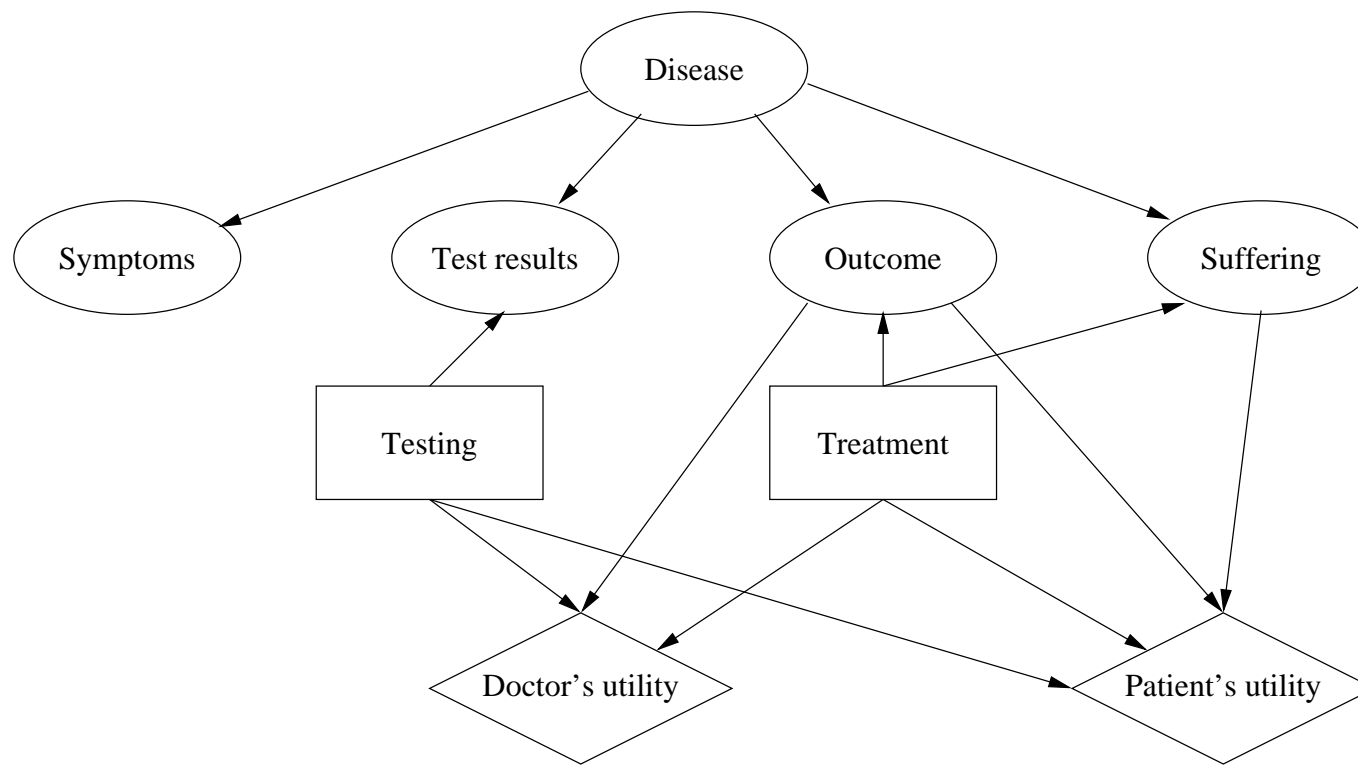 Disease
Symptoms
Test results
Outcome
Suffering
Testing
Treatment
Doctor’s utility
Patient’s utility